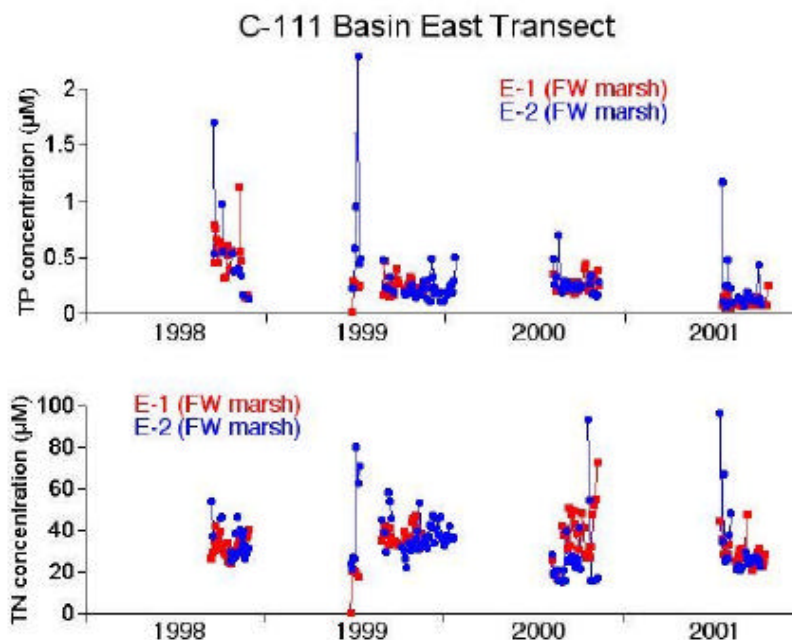 C-111 Basin East Transect
TP concentration (µM)
2
1.5
1
0.5
0
E-1 (FW marsh)
E-2 (FW marsh)
1998 1999 2000 2001
TN concentration (µM)
100
80
60
40
20
0
E-1 (FW marsh)
E-2 (FW marsh)
1998 1999 2000 2001